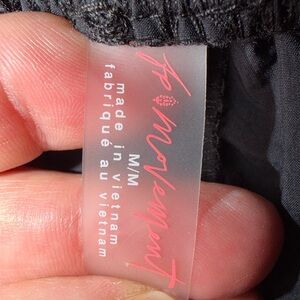 fp movement
M/M
made in vietnam
fabriqué au vietnam